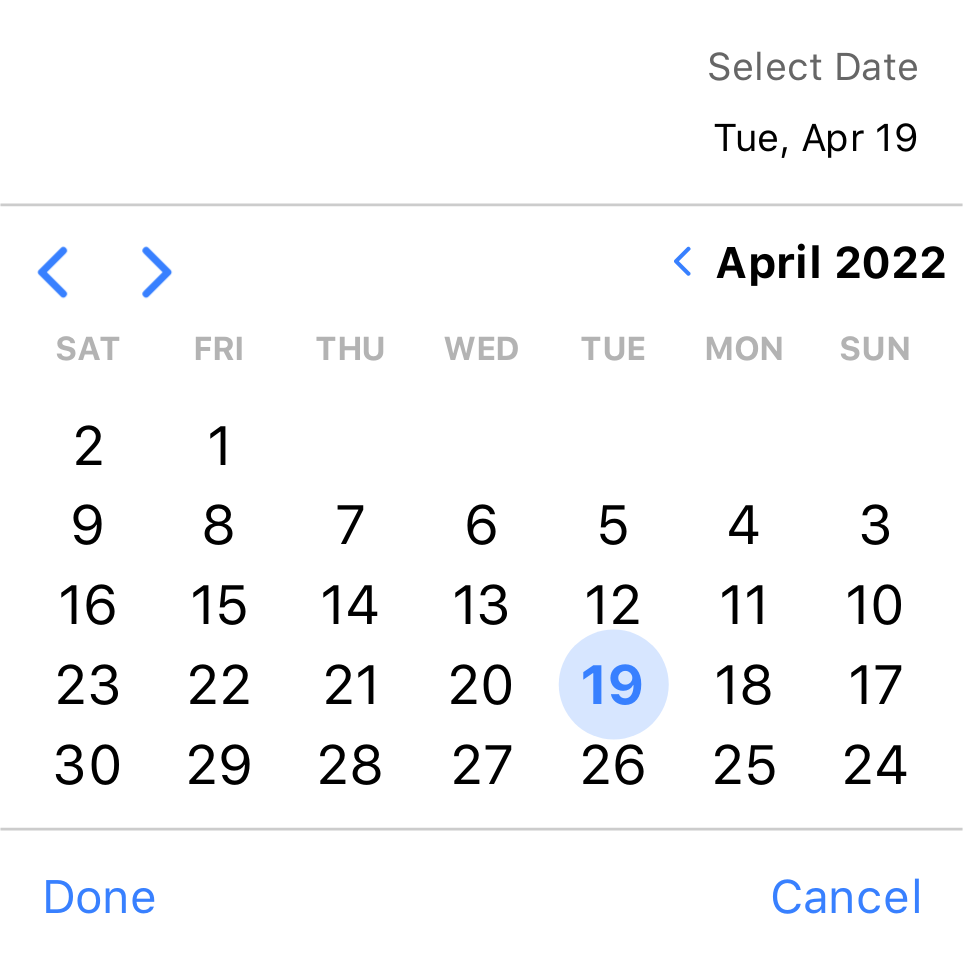 Select Date
Tue, Apr 19
April 2022
SAT FRI THU WED TUE MON SUN
2 1
9 8 7 6 5 4 3
16 15 14 13 12 11 10
23 22 21 20 19 18 17
30 29 28 27 26 25 24
Done Cancel